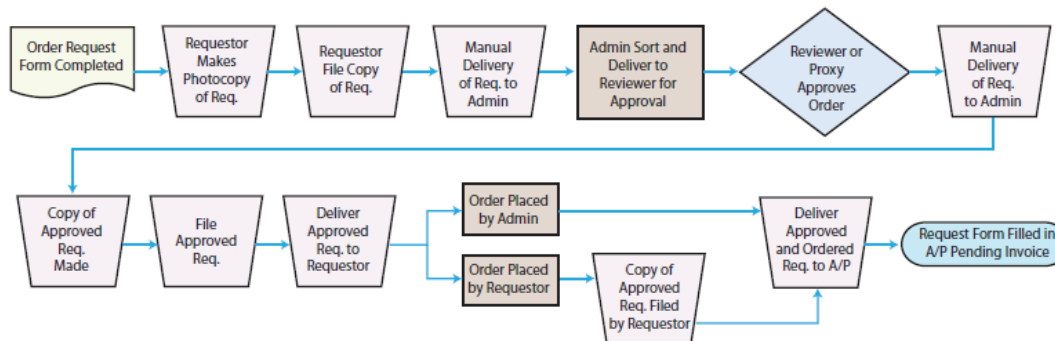 Order Request
Form Completed
Requestor
Makes
Photocopy
of Req.
Requestor
File Copy
of Req.
Manual
Delivery
of Req. to
Admin
Admin Sort and
Deliver to
Reviewer for
Approval
Reviewer or
Proxy
Approves
Order
Manual
Delivery
of Req.
to Admin
Copy of
Approved
Req.
Made
File
Approved
Req.
Deliver
Approved
Req. to
Requestor
Order Placed
by Admin
Order Placed
by Requestor
Copy of
Approved
Req. Filed
by Requestor
Deliver
Approved
and Ordered
Req. to A/P
Request Form Filled in
A/P Pending Invoice